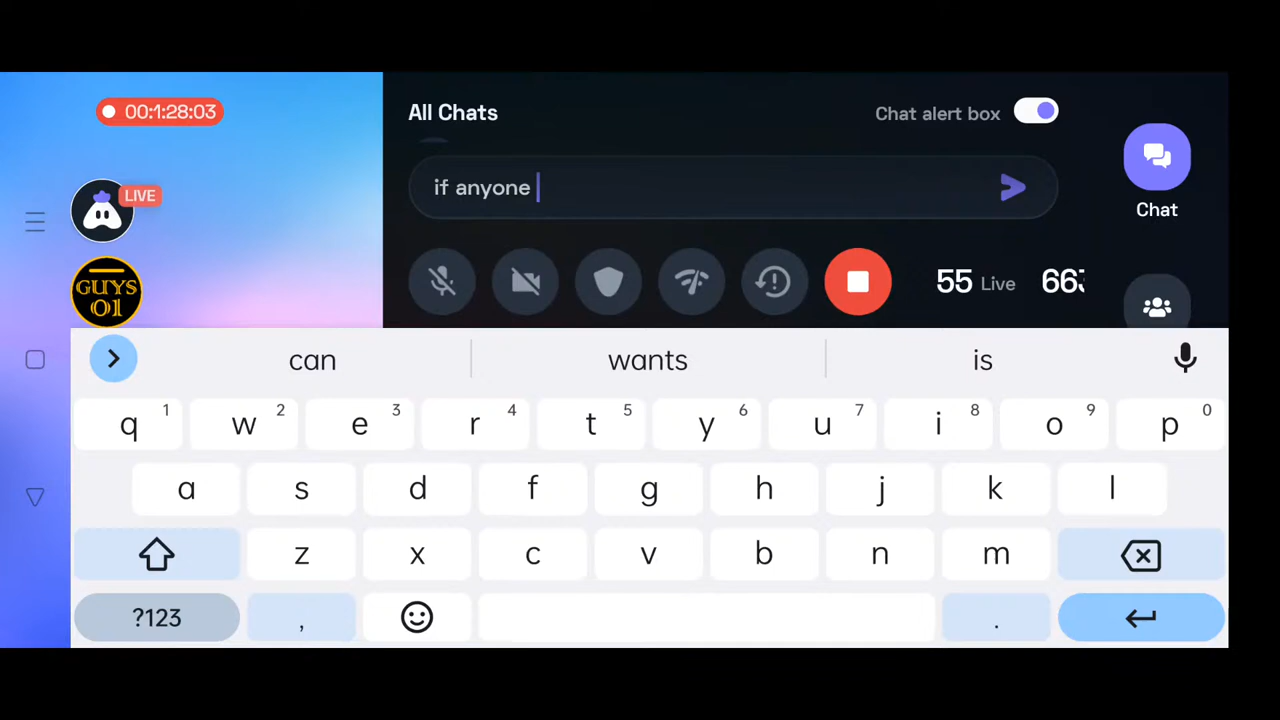 00:1:28:03
All Chats
Chat alert box
LIVE
if anyone
Chat
GUYS
01
55 Live
can
wants
is
q 1 w 2 e 3 r 4 t 5 y 6 u 7 i 8 o 9 p 0
a s d f g h j k l
z x c v b n m
?123 , .